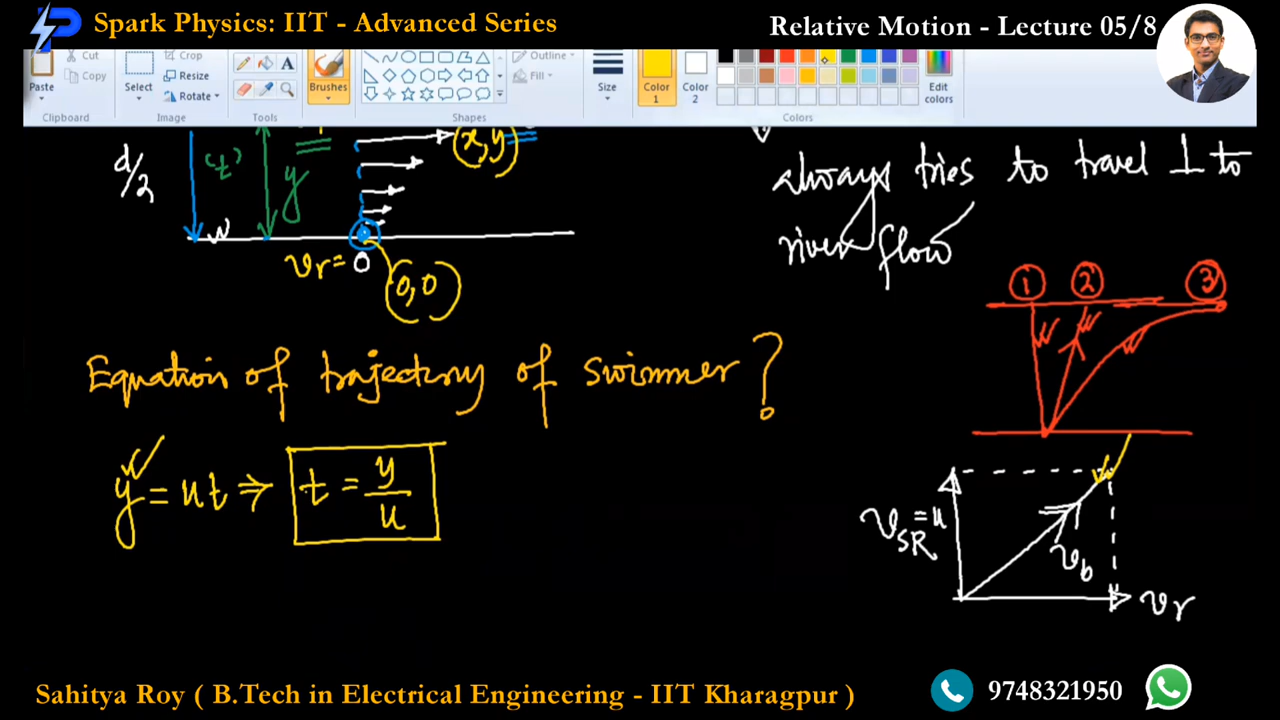 Spark Physics: IIT - Advanced Series
Relative Motion - Lecture 05/8
Cut
Copy
Paste
Clipboard
Select
Crop
Resize
Rotate
Image
Tools
Brushes
Outline
Fill
Shapes
Size
Color 1
Color 2
Edit colors
Colors
d/2
't'
y
(x, y)
vr = 0
(0,0)
always tries to travel ⊥ to
river flow
1 2 3
Equation of trajectory of swimmer?
y = ut ⇒ t = y/u
vSR = u
vb
vr
Sahitya Roy ( B.Tech in Electrical Engineering - IIT Kharagpur )
9748321950